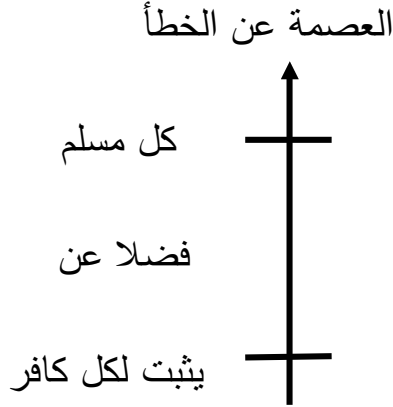 العصمة عن الخطأ
كل مسلم
فضلا عن
يثبت لكل كافر